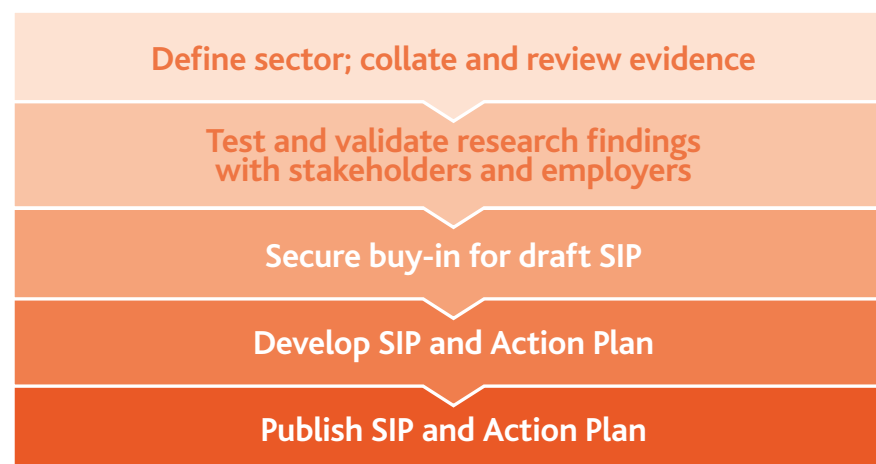 Define sector; collate and review evidence
Test and validate research findings
with stakeholders and employers
Secure buy-in for draft SIP
Develop SIP and Action Plan
Publish SIP and Action Plan